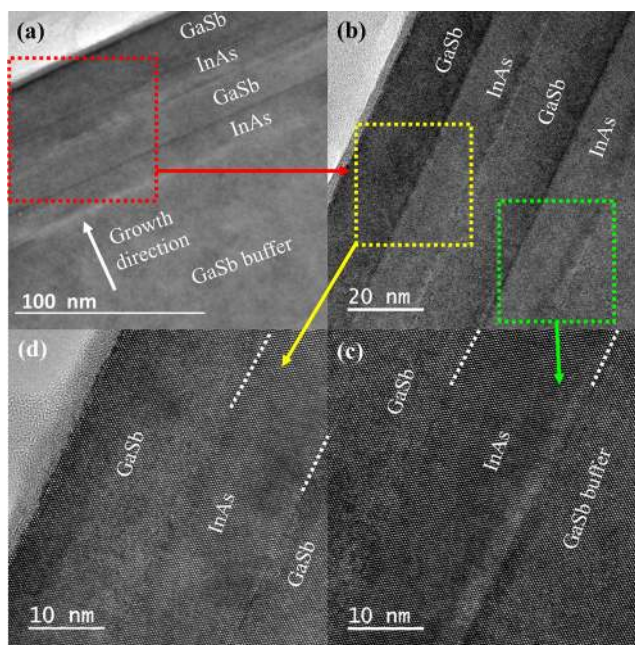 (a)
GaSb
InAs
GaSb
InAs
Growth
direction
GaSb buffer
100 nm
(b)
GaSb
InAs
GaSb
InAs
20 nm
(d)
GaSb
InAs
GaSb
10 nm
(c)
GaSb
InAs
GaSb buffer
10 nm